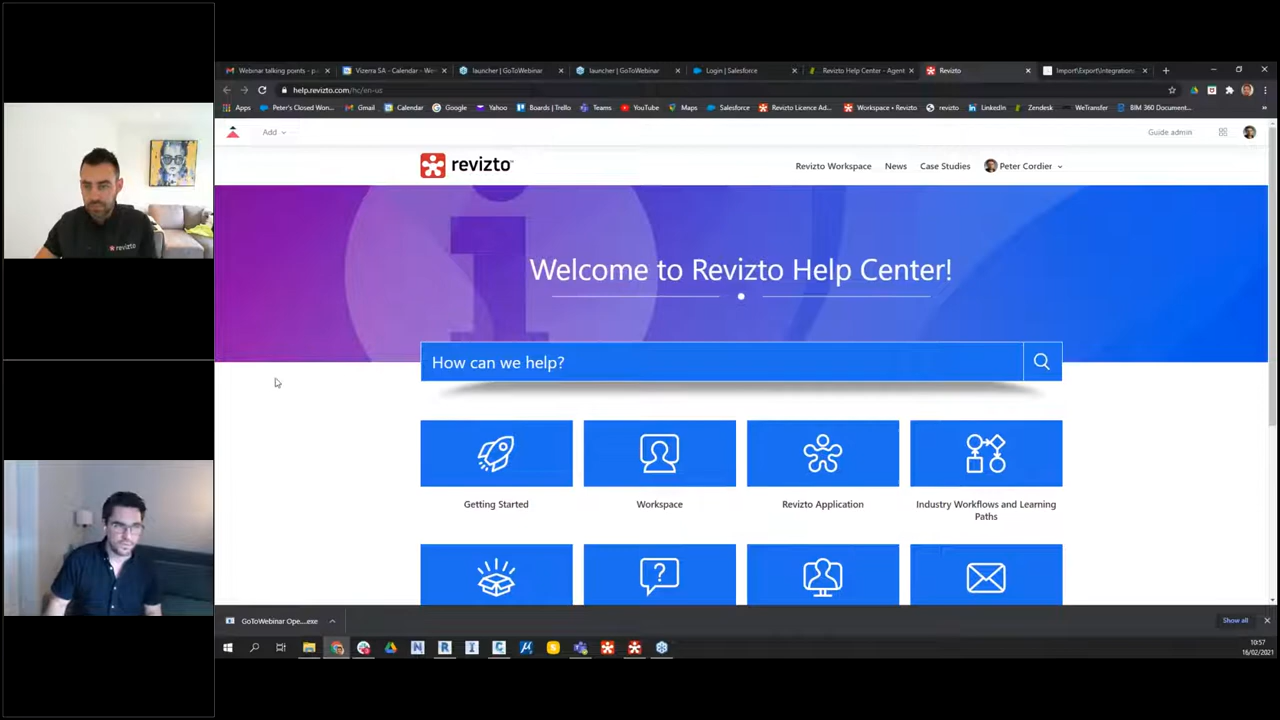 Webinar talking points - p
Vizerra SA - Calendar - We
launcher | GoToWebinar
launcher | GoToWebinar
Login | Salesforce
Revizto Help Center - Agent
Revizto
Import\Export\Integrations
help.revizto.com/hc/en-us
Apps
Peter's Closed Won...
Gmail
Calendar
Google
Yahoo
Boards | Trello
Teams
YouTube
Maps
Salesforce
Revizto Licence Ad...
Workspace • Revizto
revizto
LinkedIn
Zendesk
WeTransfer
BIM 360 Document...
Add
Guide admin
revizto
Revizto Workspace
News
Case Studies
Peter Cordier
Welcome to Revizto Help Center!
How can we help?
Getting Started
Workspace
Revizto Application
Industry Workflows and Learning
Paths
revizto
GoToWebinar Ope....exe
Show all
10:57
16/02/2021